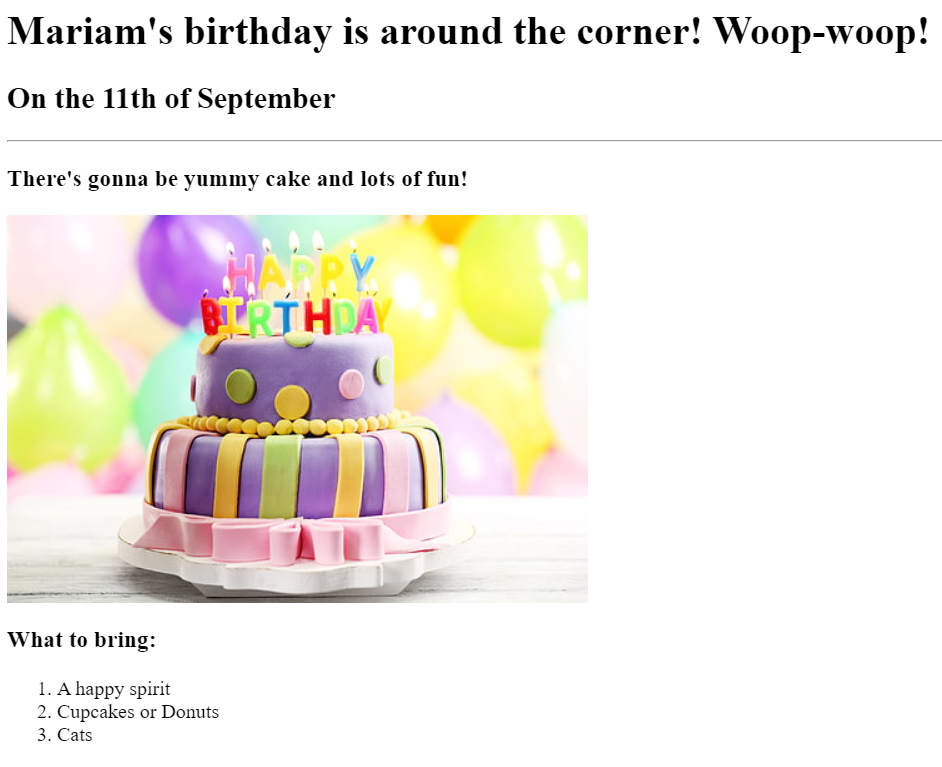 Mariam's birthday is around the corner! Woop-woop!
On the 11th of September
There's gonna be yummy cake and lots of fun!
HAPPY
BIRTHDAY
What to bring:
1. A happy spirit
2. Cupcakes or Donuts
3. Cats